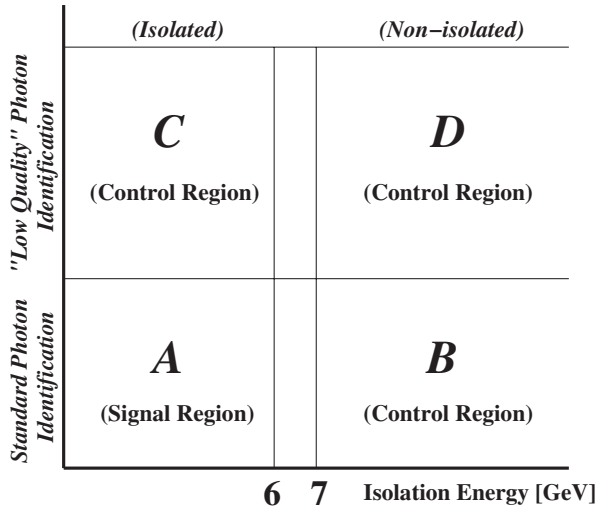 (Isolated)
(Non−isolated)
"Low Quality" Photon
Identification
C
(Control Region)
D
(Control Region)
Standard Photon
Identification
A
(Signal Region)
B
(Control Region)
6
7
Isolation Energy [GeV]